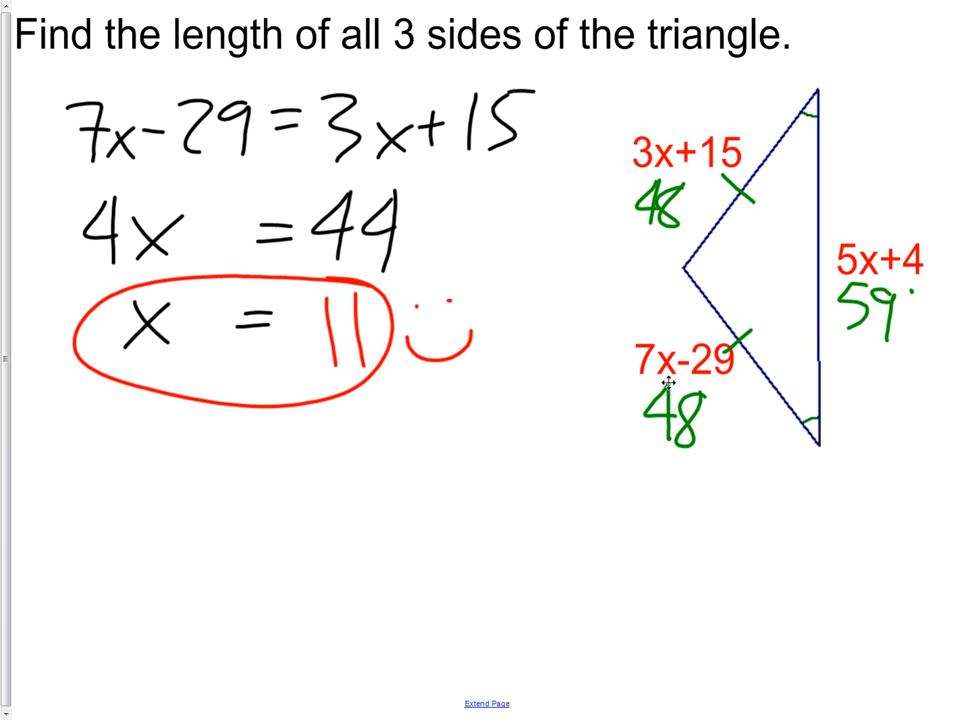 Find the length of all 3 sides of the triangle.
7x-29=3x+15
4x = 44
x = 11
3x+15
48
5x+4
59
7x-29
48
Extend Page